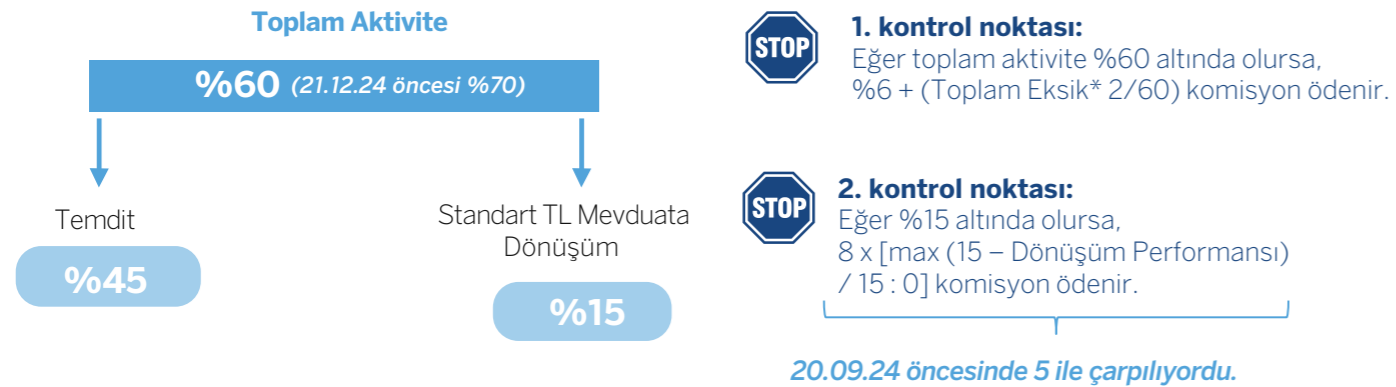 Toplam Aktivite
%60 (21.12.24 öncesi %70)
Temdit
%45
Standart TL Mevduata
Dönüşüm
%15
STOP
1. kontrol noktası:
Eğer toplam aktivite %60 altında olursa,
%6 + (Toplam Eksik* 2/60) komisyon ödenir.
STOP
2. kontrol noktası:
Eğer %15 altında olursa,
8 x [max (15 – Dönüşüm Performansı)
/ 15 : 0] komisyon ödenir.
20.09.24 öncesinde 5 ile çarpılıyordu.